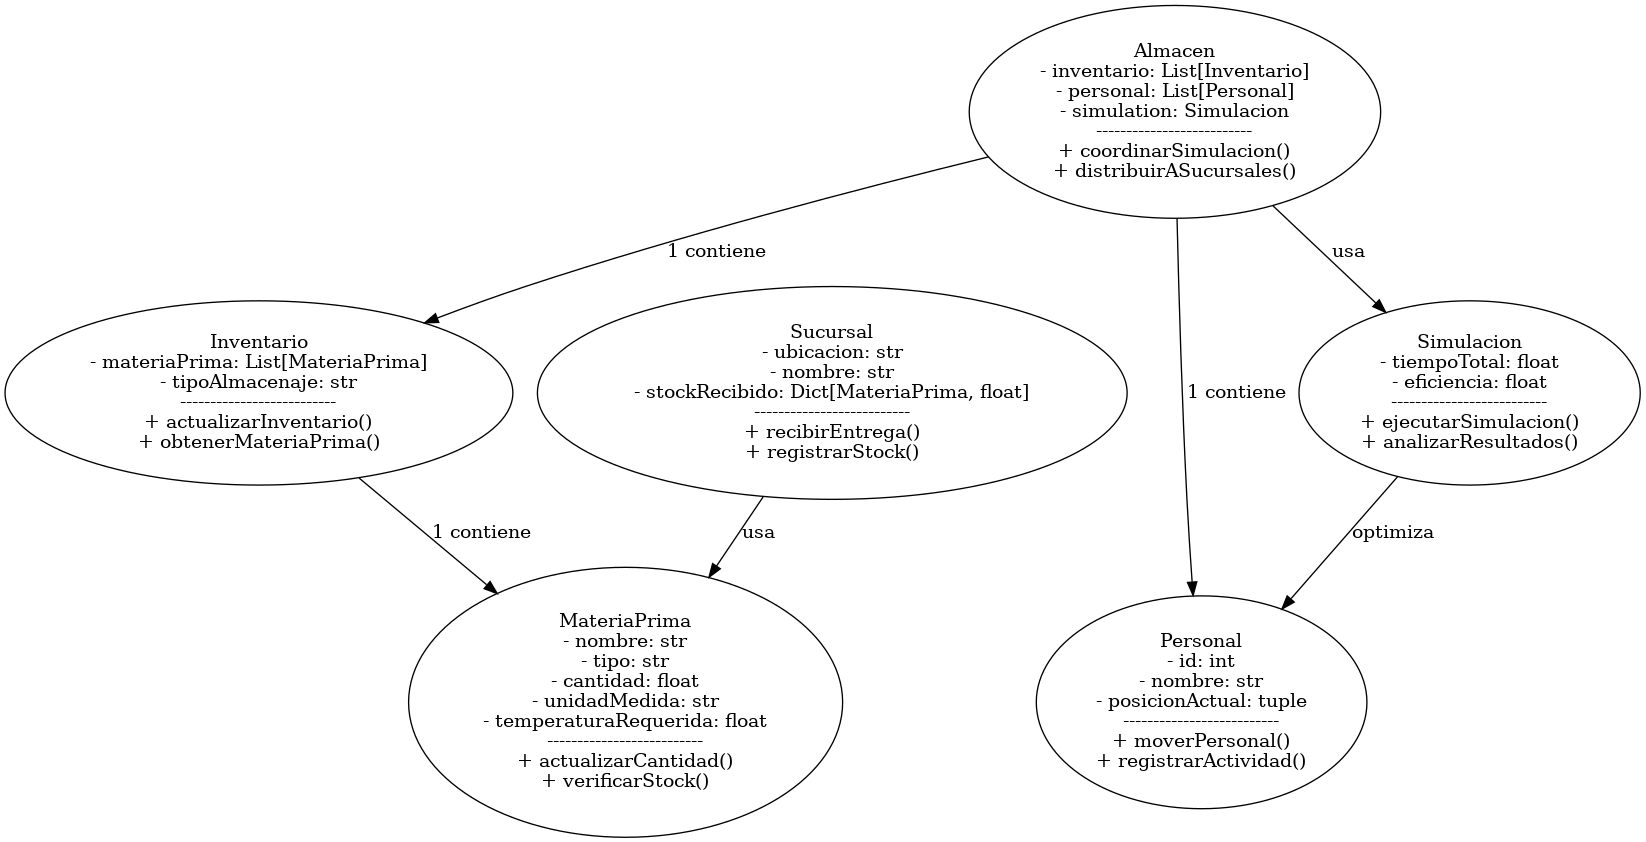 Almacen
- inventario: List[Inventario]
- personal: List[Personal]
- simulation: Simulacion
--------------------------
+ coordinarSimulacion()
+ distribuirASucursales()
1 contiene
usa
Inventario
- materiaPrima: List[MateriaPrima]
- tipoAlmacenaje: str
--------------------------
+ actualizarInventario()
+ obtenerMateriaPrima()
Sucursal
- ubicacion: str
- nombre: str
- stockRecibido: Dict[MateriaPrima, float]
--------------------------
+ recibirEntrega()
+ registrarStock()
1 contiene
Simulacion
- tiempoTotal: float
- eficiencia: float
--------------------------
+ ejecutarSimulacion()
+ analizarResultados()
1 contiene
usa
optimiza
MateriaPrima
- nombre: str
- tipo: str
- cantidad: float
- unidadMedida: str
- temperaturaRequerida: float
--------------------------
+ actualizarCantidad()
+ verificarStock()
Personal
- id: int
- nombre: str
- posicionActual: tuple
--------------------------
+ moverPersonal()
+ registrarActividad()